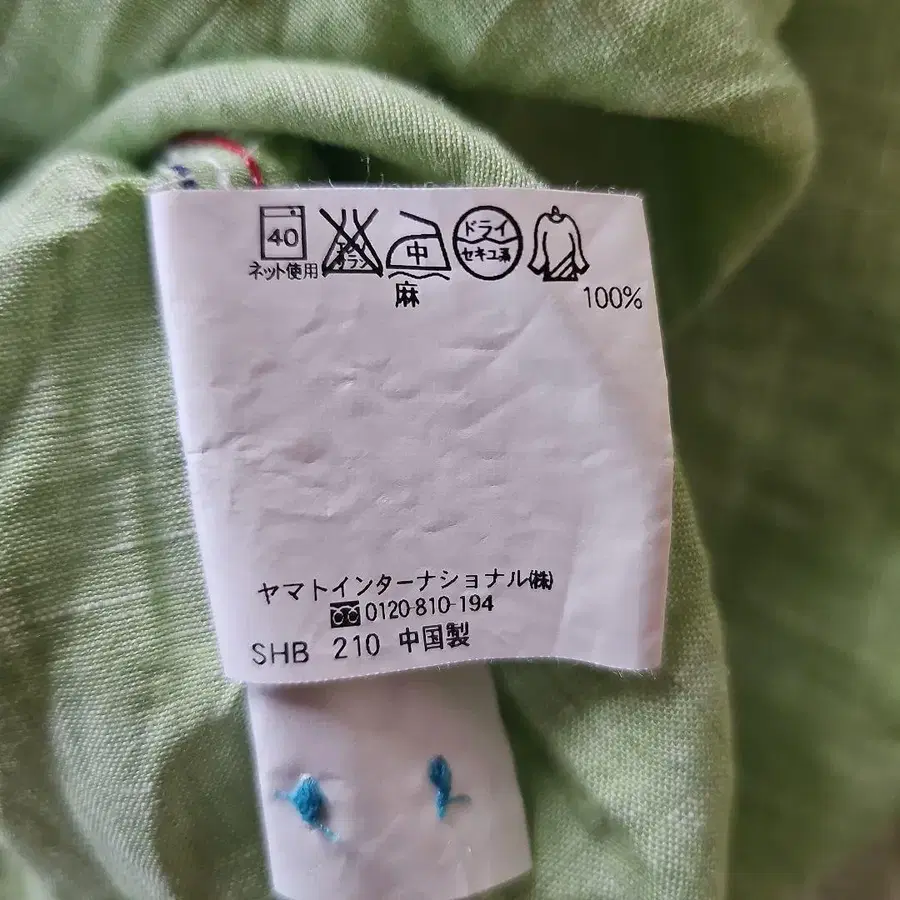 40 中 ドライ セキユ系
ネット使用
麻 100%
ヤマトインターナショナル(株)
0120-810-194
SHB 210 中国製